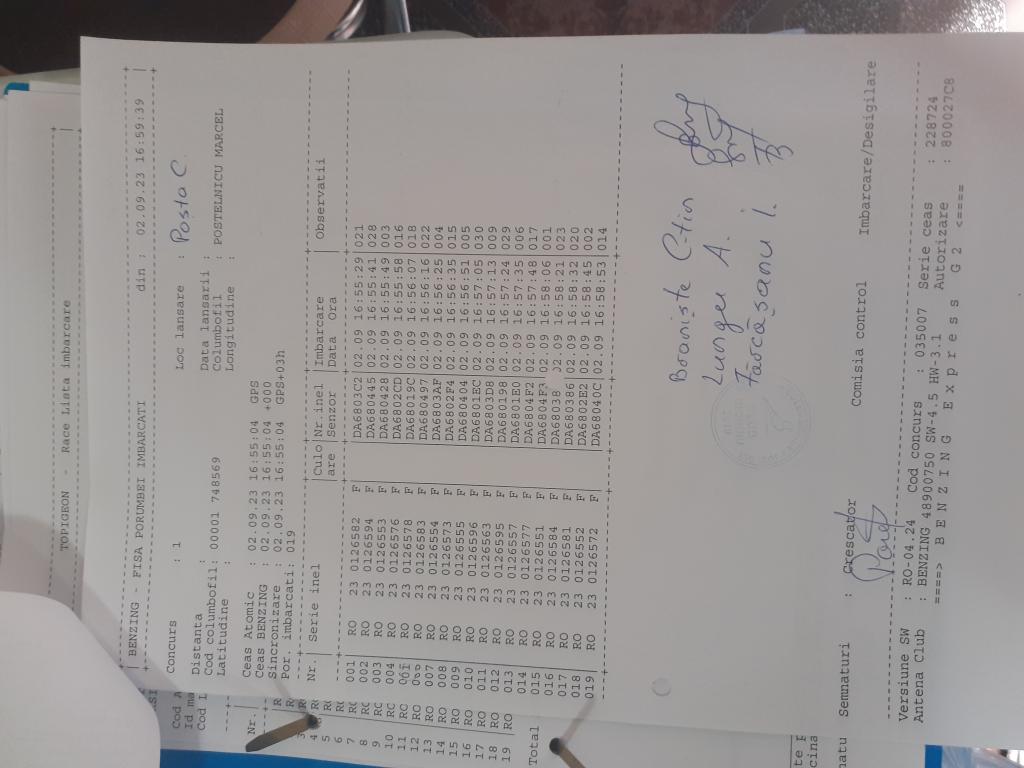 TOPIGEON - Race Lista imbarcare
BENZING - FISA PORUMBEI IMBARCATI din : 02.09.23 16:59:39
Concurs : 1 Loc lansare : Posta C.
Distanta : Data lansarii :
Cod columbofil: 00001 748569 Columbofil : POSTELNICU MARCEL
Latitudine : Longitudine :
Ceas Atomic : 02.09.23 16:55:04 GPS
Ceas BENZING : 02.09.23 16:55:04 +000
Sincronizare : 02.09.23 16:55:04 GPS+03h
Por. imbarcati: 019
Nr. | Serie inel |Culo|Nr.inel |Imbarcare |Observatii
|are |Senzor |Data Ora
001 RO 23 0126582 F |DA6803C2|02.09 16:55:29|021
002 RO 23 0126594 F |DA680445|02.09 16:55:41|028
003 RO 23 0126553 F |DA680428|02.09 16:55:49|003
004 RO 23 0126576 F |DA6802CD|02.09 16:55:58|016
RO 23 0126578 F |DA68019C|02.09 16:56:07|018
RO 23 0126583 F |DA680497|02.09 16:56:16|022
007 RO 23 0126554 F |DA6803AF|02.09 16:56:25|004
008 RO 23 0126573 F |DA6802F4|02.09 16:56:35|015
009 RO 23 0126555 F |DA680404|02.09 16:56:51|005
010 RO 23 0126596 F |DA6801EC|02.09 16:57:05|030
011 RO 23 0126563 F |DA6803D8|02.09 16:57:13|009
012 RO 23 0126595 F |DA680198|02.09 16:57:24|029
013 RO 23 0126557 F |DA6801E0|02.09 16:57:35|006
014 RO 23 0126577 F |DA6804F2|02.09 16:57:48|017
015 RO 23 0126551 F |DA6804F3|02.09 16:58:06|001
016 RO 23 0126584 F |DA68038 |02.09 16:58:21|023
017 RO 23 0126581 F |DA680386|02.09 16:58:32|020
018 RO 23 0126552 F |DA6802E2|02.09 16:58:45|002
019 RO 23 0126572 F |DA68040C|02.09 16:58:53|014
Total
Boaniste C-tin
Lungu A.
Farcășanu I.
Semnaturi : Crescator Comisia control Imbarcare/Desigilare
Versiune SW : RO-04.24 Cod concurs : 035007 Serie ceas : 228724
Antena Club : BENZING 48900750 SW-4.5 HW-3.1 Autorizare : 800027C8
====> B E N Z I N G E x p r e s s G 2 <====